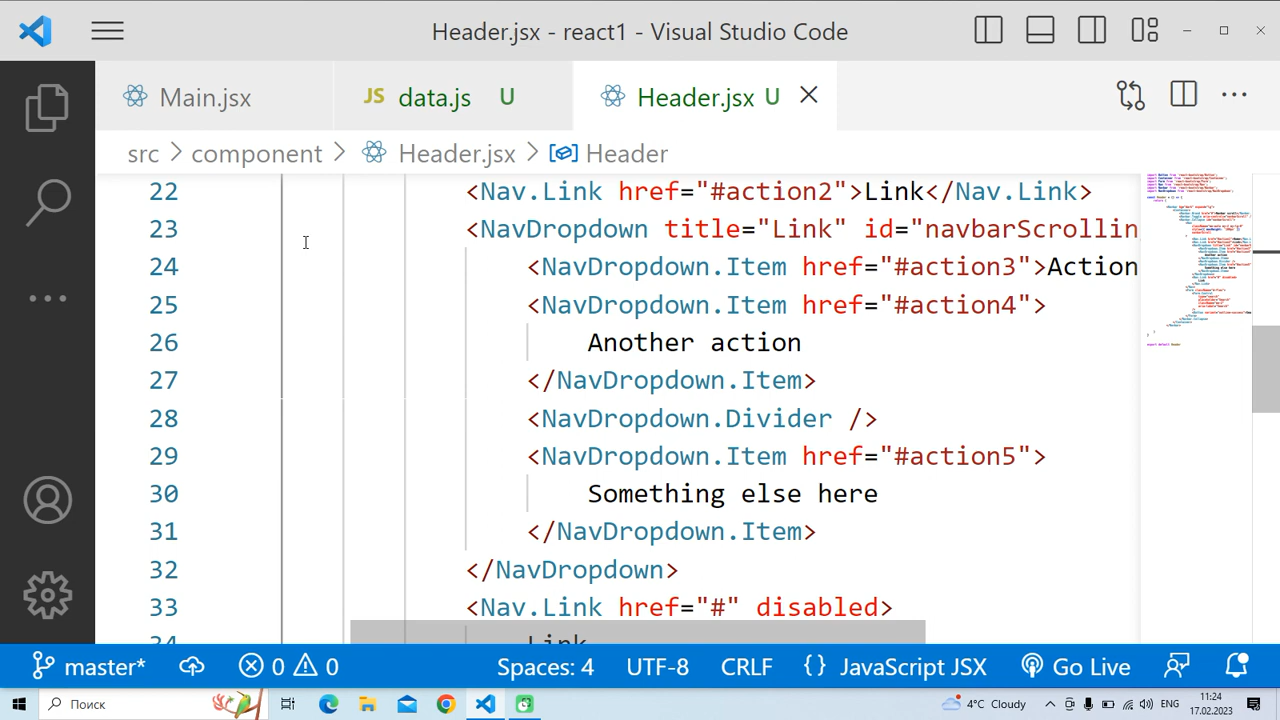 Header.jsx - react1 - Visual Studio Code
Main.jsx
JS data.js U
Header.jsx U
src > component > Header.jsx > Header
22 <Nav.Link href="#action2">Link</Nav.Link>
23 <NavDropdown title="Link" id="navbarScrollin
24 <NavDropdown.Item href="#action3">Action
25 <NavDropdown.Item href="#action4">
26 Another action
27 </NavDropdown.Item>
28 <NavDropdown.Divider />
29 <NavDropdown.Item href="#action5">
30 Something else here
31 </NavDropdown.Item>
32 </NavDropdown>
33 <Nav.Link href="#" disabled>
34 Link
master* 0 0 Spaces: 4 UTF-8 CRLF {} JavaScript JSX Go Live
Поиск 4°C Cloudy ENG 11:24
17.02.2023